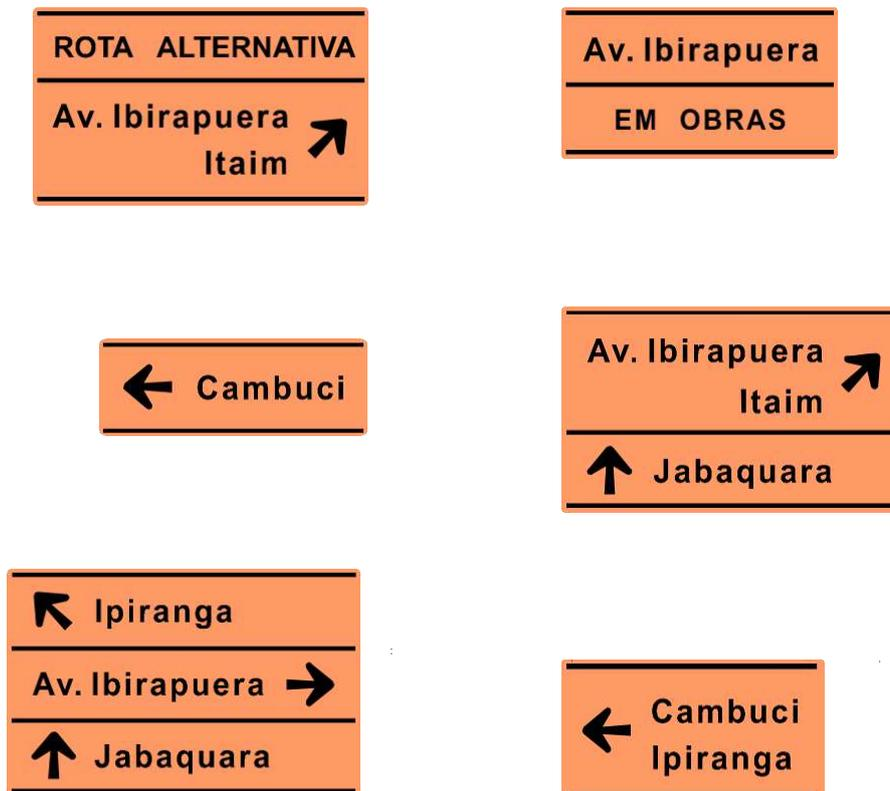 ROTA ALTERNATIVA
Av. Ibirapuera
Itaim
Av. Ibirapuera
EM OBRAS
Cambuci
Av. Ibirapuera
Itaim
Jabaquara
Ipiranga
Av. Ibirapuera
Jabaquara
Cambuci
Ipiranga